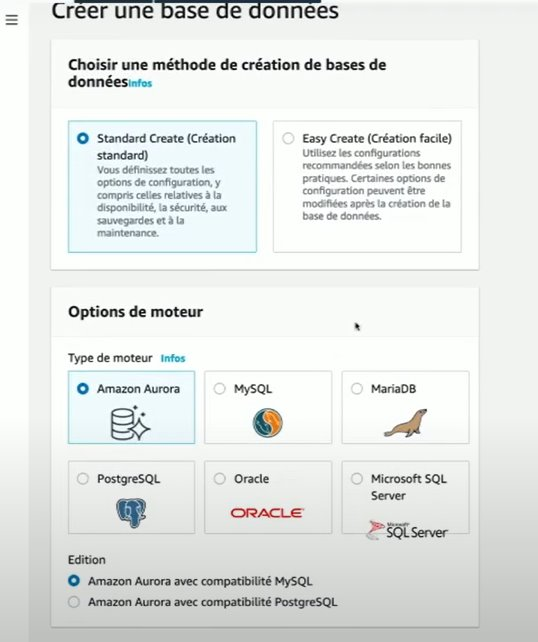 Créer une base de données
Choisir une méthode de création de bases de
donnéesInfos
Standard Create (Création
standard)
Vous définissez toutes les
options de configuration, y
compris celles relatives à la
disponibilité, la sécurité, aux
sauvegardes et à la
maintenance.
Easy Create (Création facile)
Utilisez les configurations
recommandées selon les bonnes
pratiques. Certaines options de
configuration peuvent être
modifiées après la création de la
base de données.
Options de moteur
Type de moteur Infos
Amazon Aurora
MySQL
MariaDB
PostgreSQL
Oracle
ORACLE
Microsoft SQL
Server
Microsoft
SQL Server
Edition
Amazon Aurora avec compatibilité MySQL
Amazon Aurora avec compatibilité PostgreSQL